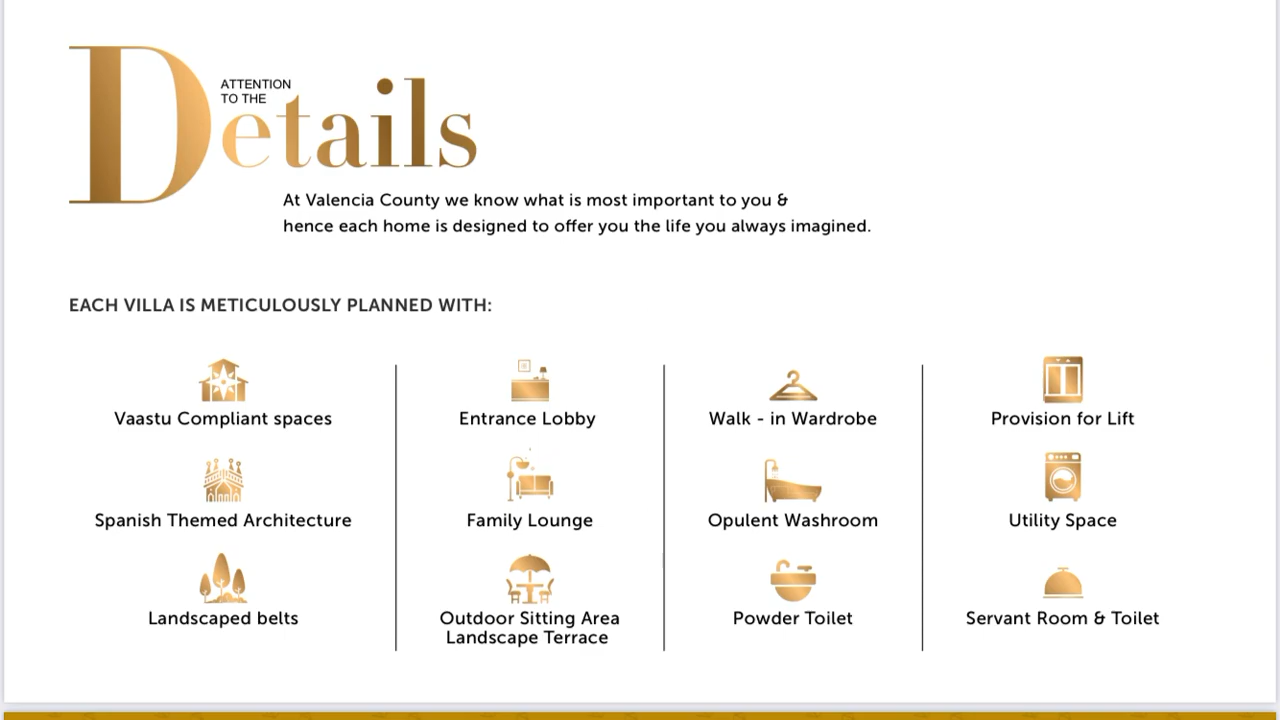 ATTENTION
TO THE
Details
At Valencia County we know what is most important to you &
hence each home is designed to offer you the life you always imagined.
EACH VILLA IS METICULOUSLY PLANNED WITH:
Vaastu Compliant spaces
Spanish Themed Architecture
Landscaped belts
Entrance Lobby
Family Lounge
Outdoor Sitting Area
Landscape Terrace
Walk - in Wardrobe
Opulent Washroom
Powder Toilet
Provision for Lift
Utility Space
Servant Room & Toilet